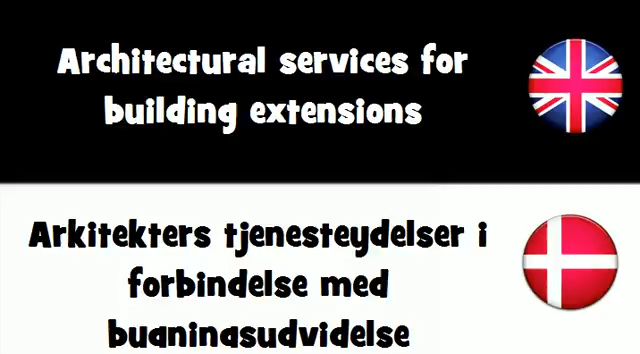 Architectural services for
building extensions
Arkitekters tjenesteydelser i
forbindelse med
bygningsudvidelse